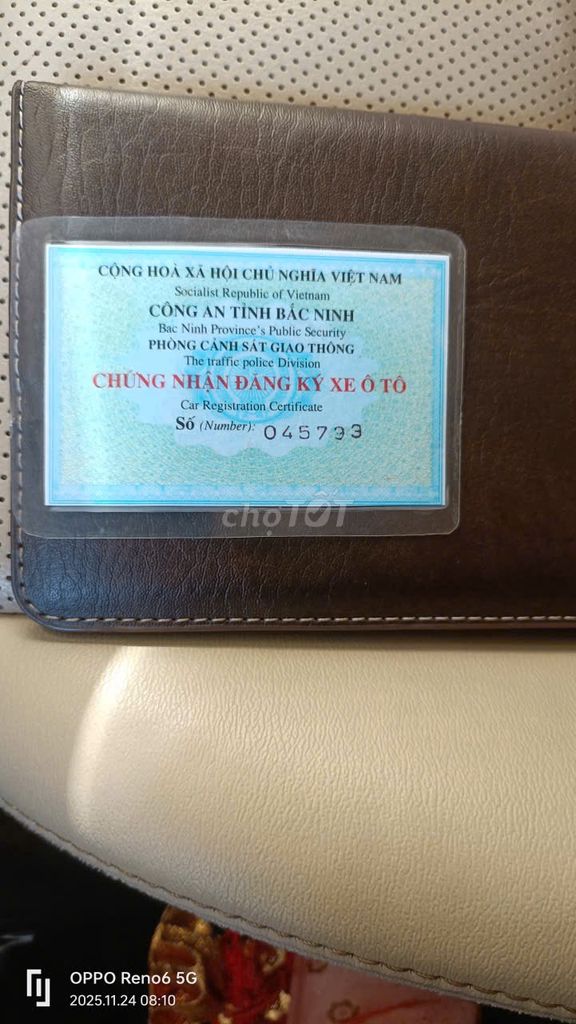 CỘNG HOÀ XÃ HỘI CHỦ NGHĨA VIỆT NAM
Socialist Republic of Vietnam
CÔNG AN TỈNH BẮC NINH
Bac Ninh Province's Public Security
PHÒNG CẢNH SÁT GIAO THÔNG
The traffic police Division
CHỨNG NHẬN ĐĂNG KÝ XE Ô TÔ
Car Registration Certificate
Số (Number): 045793
chợTỐT
OPPO Reno6 5G
2025.11.24 08:10